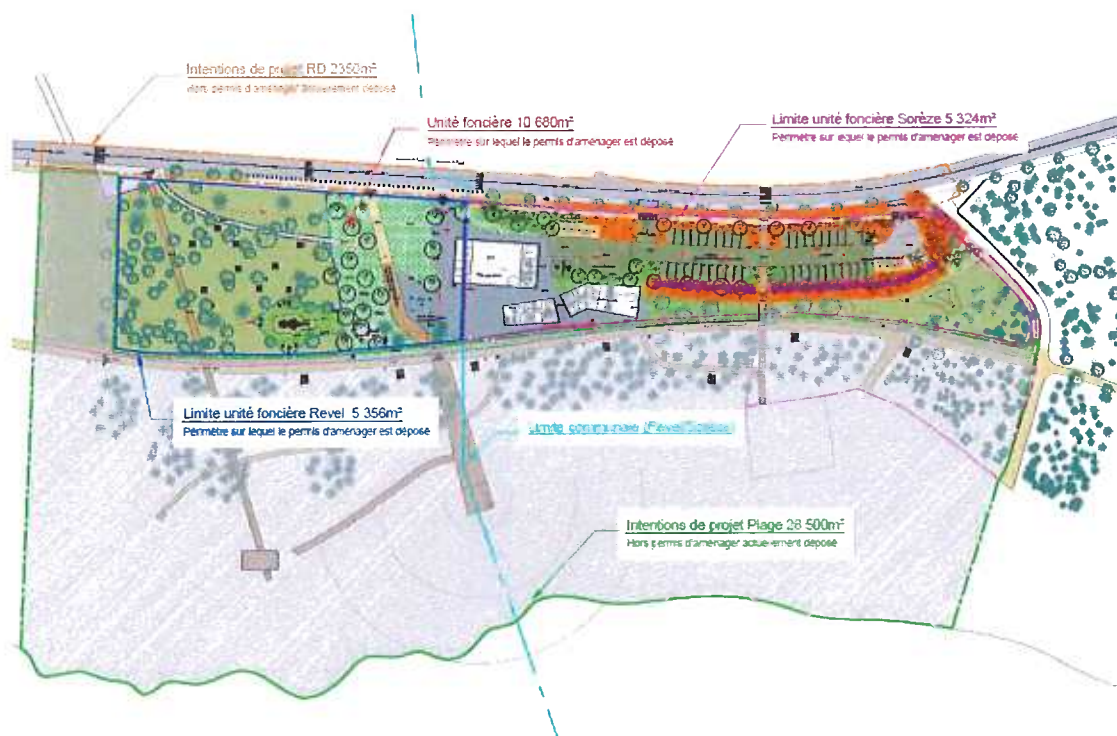 Intentions de projet RD 2350m²
Hors permis d'aménager actuellement déposé
Unité foncière 10 680m²
Périmètre sur lequel le permis d'aménager est déposé
Limite unité foncière Sorèze 5 324m²
Périmètre sur lequel le permis d'aménager est déposé
Limite unité foncière Revel 5 356m²
Périmètre sur lequel le permis d'aménager est déposé
Limite communale (Revel/Sorèze)
Intentions de projet Plage 28 500m²
Hors permis d'aménager actuellement déposé